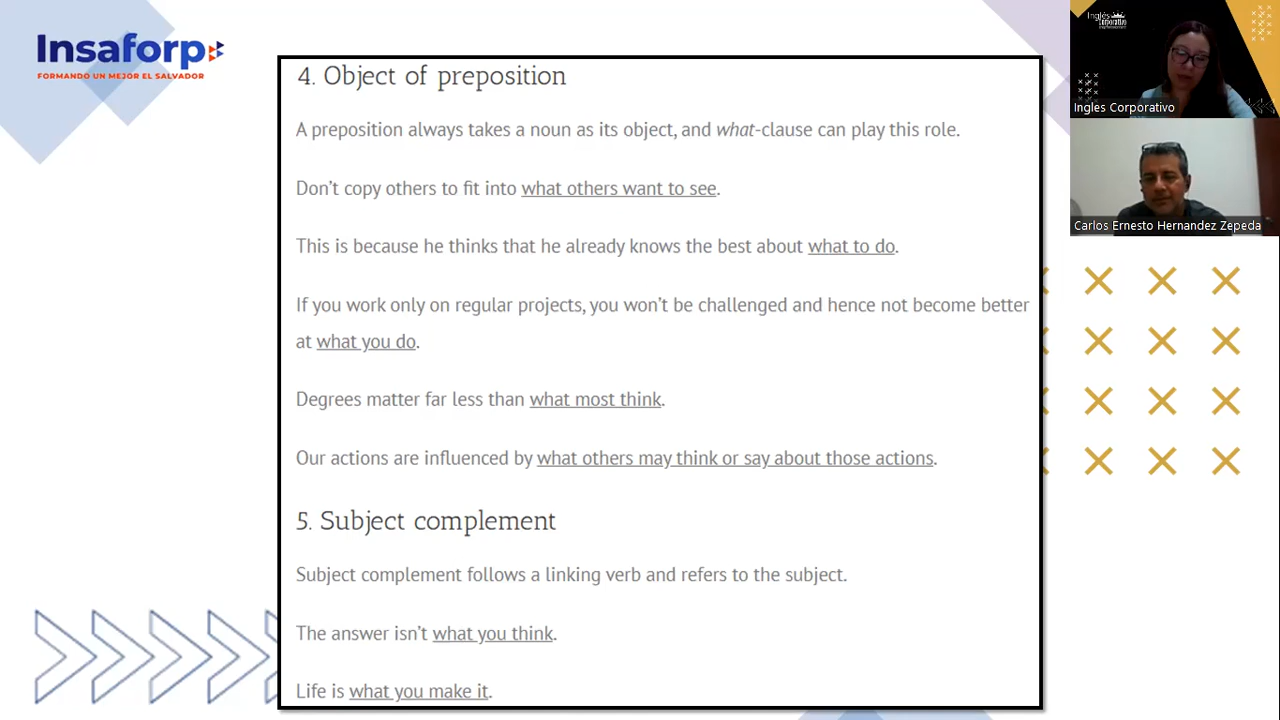 Insaforp
FORMANDO UN MEJOR EL SALVADOR
4. Object of preposition
A preposition always takes a noun as its object, and what-clause can play this role.
Don't copy others to fit into what others want to see.
This is because he thinks that he already knows the best about what to do.
If you work only on regular projects, you won't be challenged and hence not become better
at what you do.
Degrees matter far less than what most think.
Our actions are influenced by what others may think or say about those actions.
5. Subject complement
Subject complement follows a linking verb and refers to the subject.
The answer isn't what you think.
Life is what you make it.
Inglés
Corporativo
Ingles Corporativo
Carlos Ernesto Hernandez Zepeda